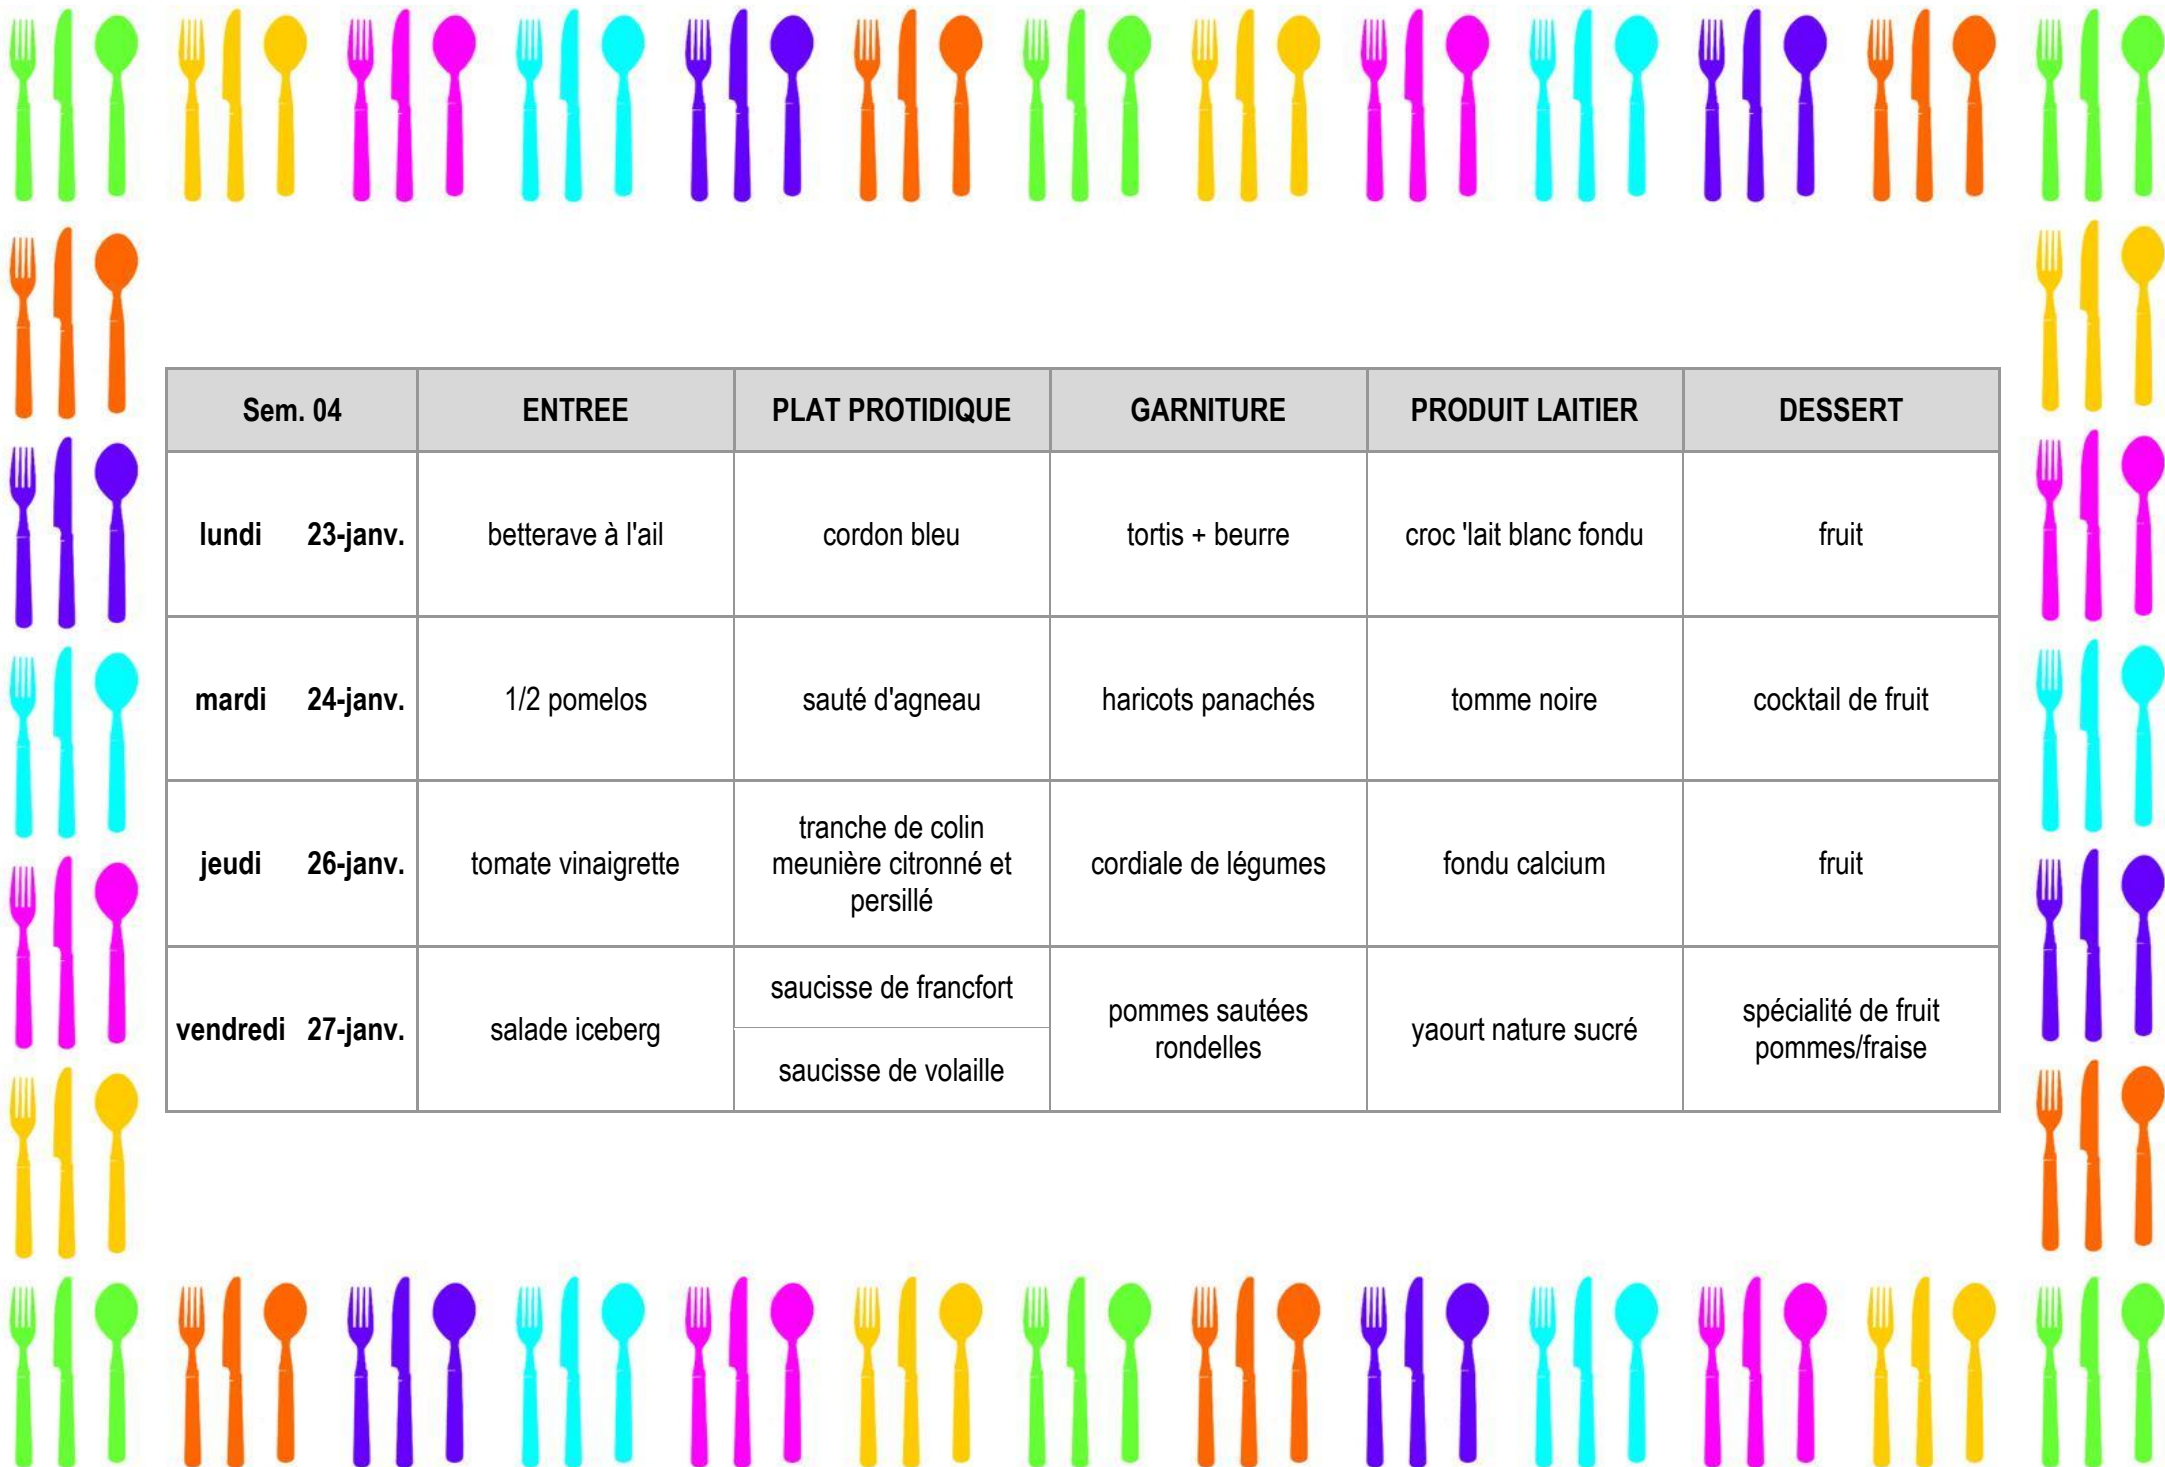 Sem. 04 ENTREE PLAT PROTIDIQUE GARNITURE PRODUIT LAITIER DESSERT
lundi 23-janv. betterave à l'ail cordon bleu tortis + beurre croc 'lait blanc fondu fruit
mardi 24-janv. 1/2 pomelos sauté d'agneau haricots panachés tomme noire cocktail de fruit
jeudi 26-janv. tomate vinaigrette
tranche de colin
meunière citronné et
persillé
cordiale de légumes fondu calcium fruit
vendredi 27-janv. salade iceberg
saucisse de francfort
saucisse de volaille
pommes sautées
rondelles
yaourt nature sucré
spécialité de fruit
pommes/fraise